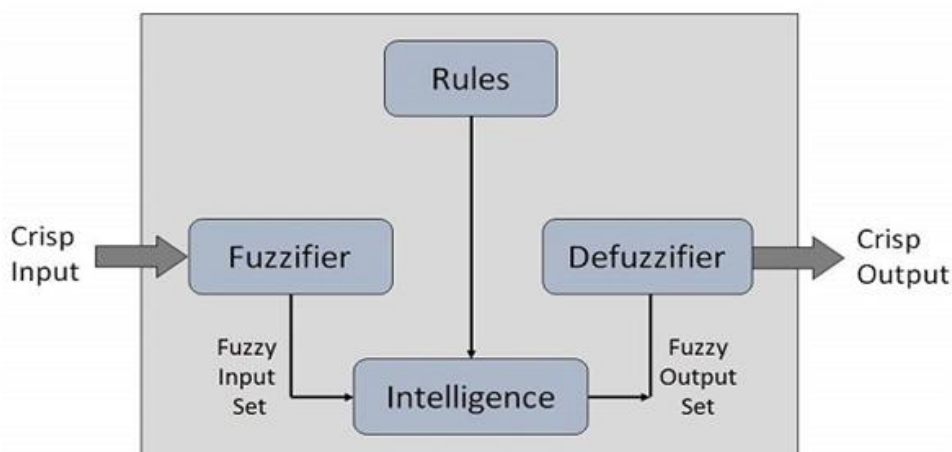 Rules
Crisp
Input
Fuzzifier
Defuzzifier
Crisp
Output
Fuzzy
Input
Set
Intelligence
Fuzzy
Output
Set